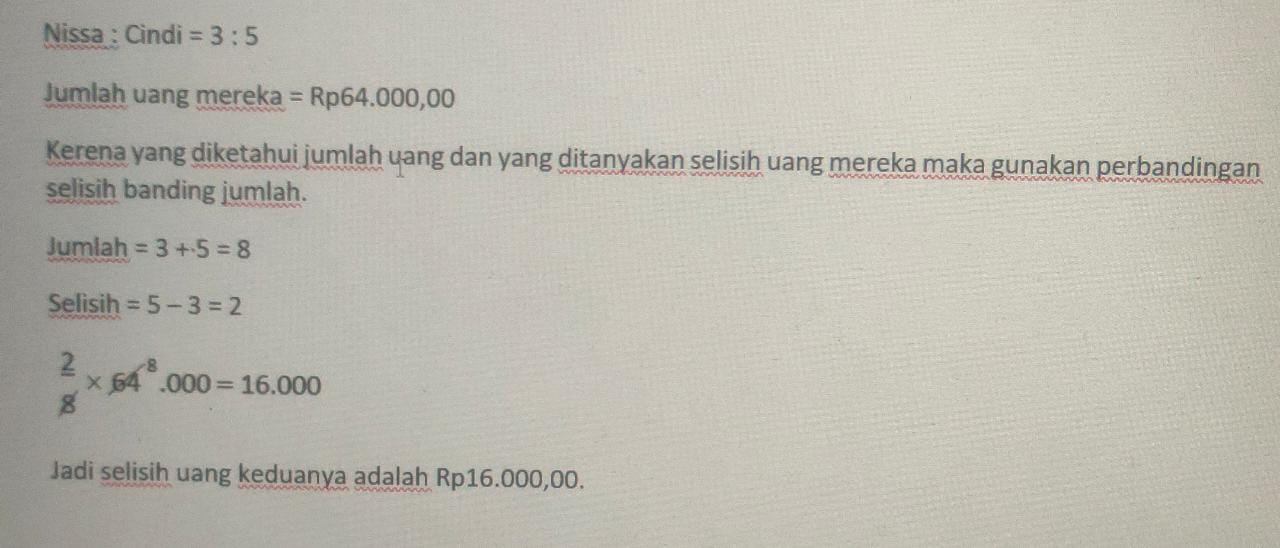 Nissa : Cindi = 3 : 5
Jumlah uang mereka = Rp64.000,00
Kerena yang diketahui jumlah uang dan yang ditanyakan selisih uang mereka maka gunakan perbandingan
selisih banding jumlah.
Jumlah = 3 + 5 = 8
Selisih = 5 – 3 = 2
2/8 × 64 8 .000 = 16.000
Jadi selisih uang keduanya adalah Rp16.000,00.